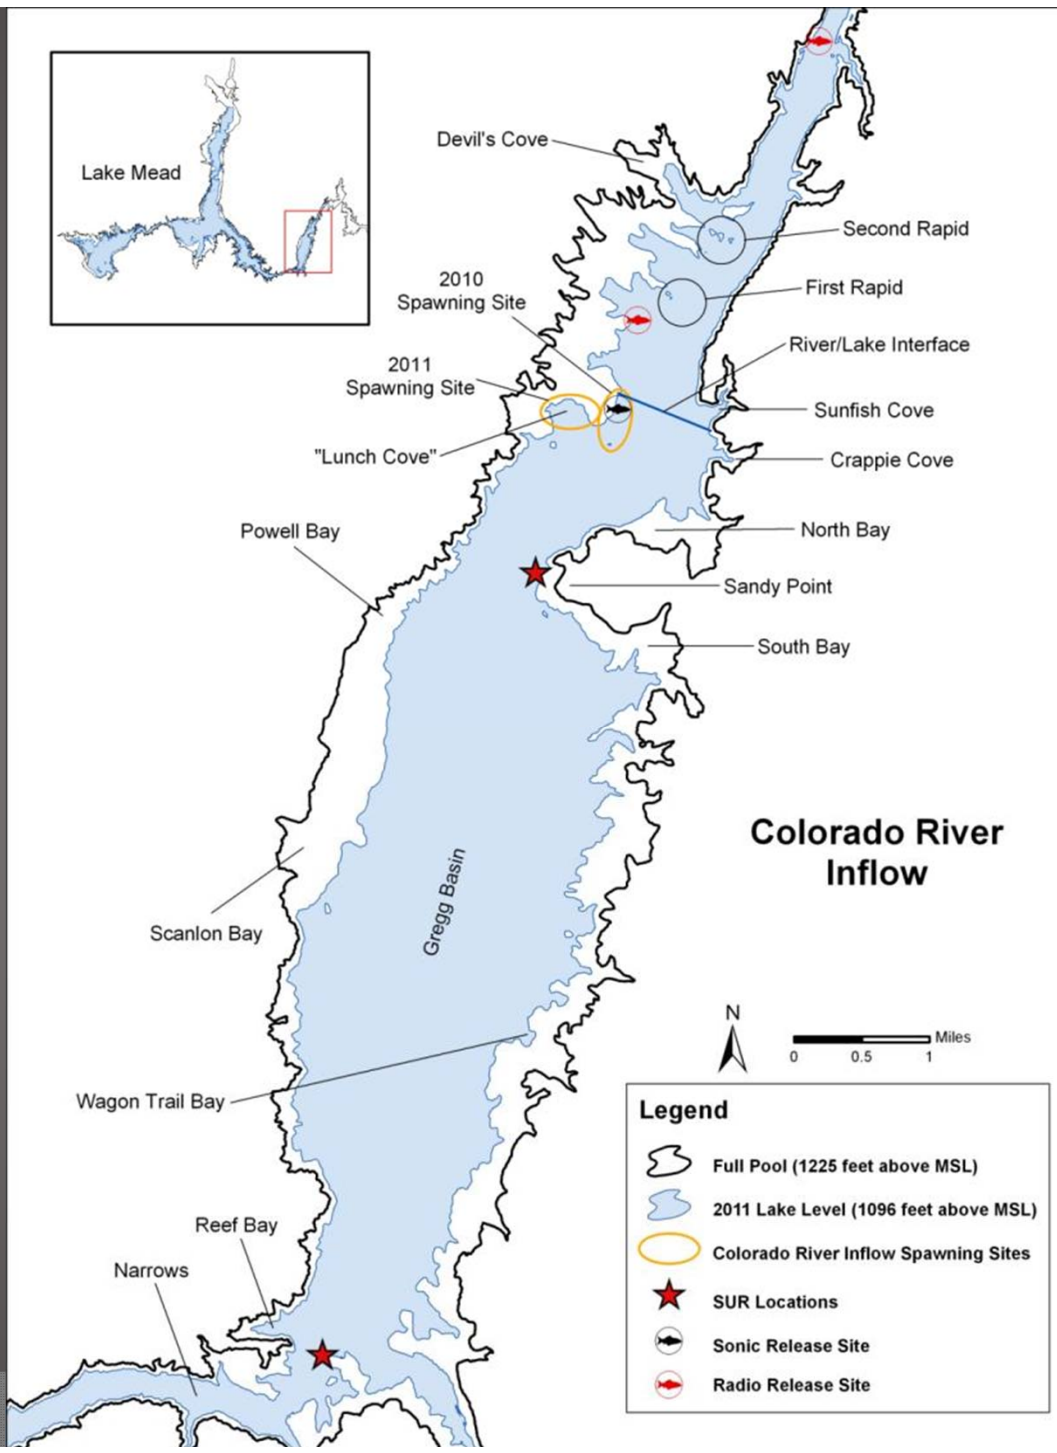 Lake Mead
Devil's Cove
Second Rapid
2010
Spawning Site
First Rapid
River/Lake Interface
2011
Spawning Site
Sunfish Cove
"Lunch Cove"
Crappie Cove
Powell Bay
North Bay
Sandy Point
South Bay
Colorado River
Inflow
Gregg Basin
Scanlon Bay
N
Miles
0 0.5 1
Wagon Trail Bay
Legend
Full Pool (1225 feet above MSL)
2011 Lake Level (1096 feet above MSL)
Colorado River Inflow Spawning Sites
SUR Locations
Sonic Release Site
Radio Release Site
Reef Bay
Narrows